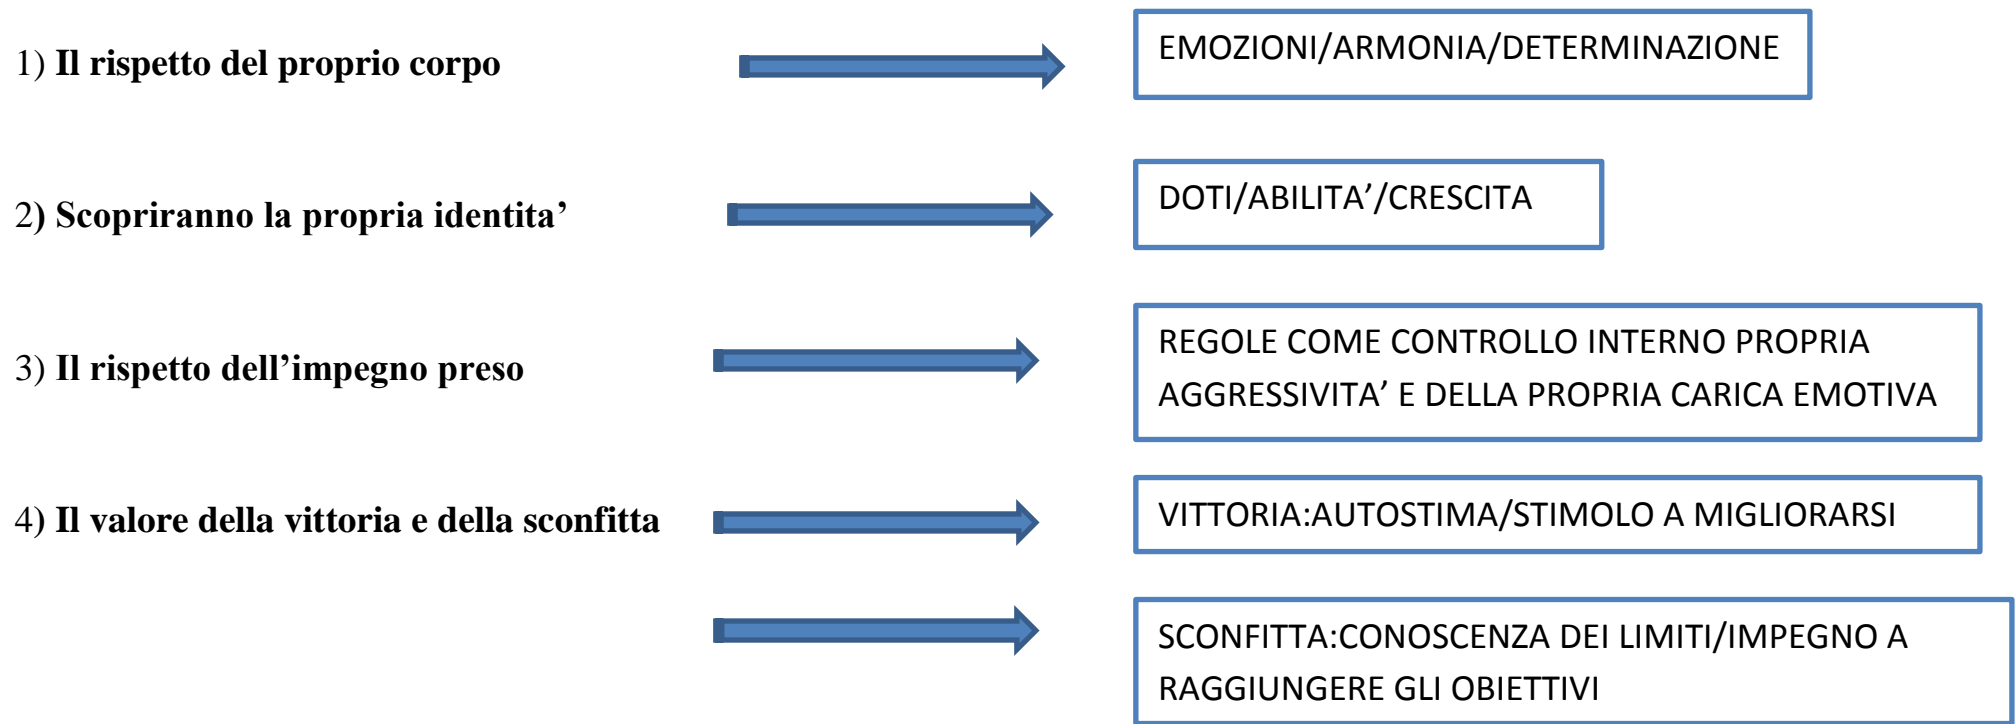 1) Il rispetto del proprio corpo
EMOZIONI/ARMONIA/DETERMINAZIONE
2) Scopriranno la propria identita’
DOTI/ABILITA’/CRESCITA
3) Il rispetto dell’impegno preso
REGOLE COME CONTROLLO INTERNO PROPRIA
AGGRESSIVITA’ E DELLA PROPRIA CARICA EMOTIVA
4) Il valore della vittoria e della sconfitta
VITTORIA:AUTOSTIMA/STIMOLO A MIGLIORARSI
SCONFITTA:CONOSCENZA DEI LIMITI/IMPEGNO A
RAGGIUNGERE GLI OBIETTIVI